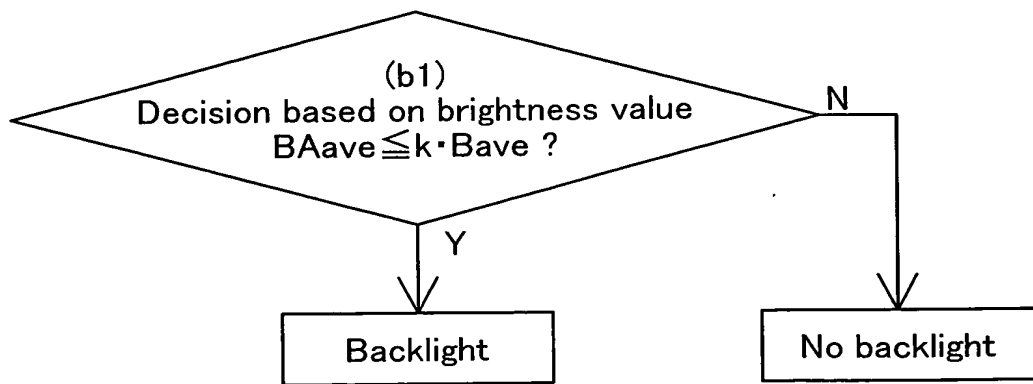 (b1)
Decision based on brightness value
BAave≦k･Bave ?
N
Y
Backlight
No backlight